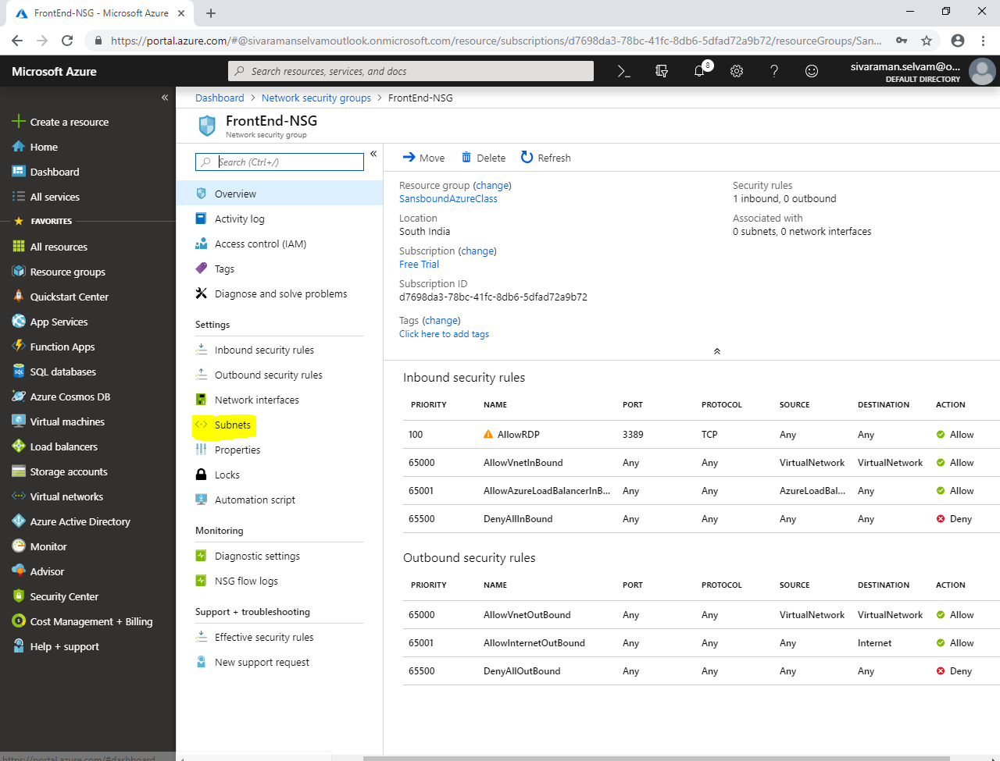 FrontEnd-NSG - Microsoft Azure
https://portal.azure.com/#@sivaramanselvamoutlook.onmicrosoft.com/resource/subscriptions/d7698da3-78bc-41fc-8db6-5dfad72a9b72/resourceGroups/San...
Microsoft Azure
Search resources, services, and docs
8
sivaraman.selvam@o...
DEFAULT DIRECTORY
Create a resource
Home
Dashboard
All services
FAVORITES
All resources
Resource groups
Quickstart Center
App Services
Function Apps
SQL databases
Azure Cosmos DB
Virtual machines
Load balancers
Storage accounts
Virtual networks
Azure Active Directory
Monitor
Advisor
Security Center
Cost Management + Billing
Help + support
https://portal.azure.com/#dashboard
Dashboard > Network security groups > FrontEnd-NSG
FrontEnd-NSG
Network security group
Search (Ctrl+/)
Overview
Activity log
Access control (IAM)
Tags
Diagnose and solve problems
Settings
Inbound security rules
Outbound security rules
Network interfaces
Subnets
Properties
Locks
Automation script
Monitoring
Diagnostic settings
NSG flow logs
Support + troubleshooting
Effective security rules
New support request
Move Delete Refresh
Resource group (change)
SansboundAzureClass
Location
South India
Subscription (change)
Free Trial
Subscription ID
d7698da3-78bc-41fc-8db6-5dfad72a9b72
Tags (change)
Click here to add tags
Security rules
1 inbound, 0 outbound
Associated with
0 subnets, 0 network interfaces
Inbound security rules
PRIORITY NAME PORT PROTOCOL SOURCE DESTINATION ACTION
100 AllowRDP 3389 TCP Any Any Allow
65000 AllowVnetInBound Any Any VirtualNetwork VirtualNetwork Allow
65001 AllowAzureLoadBalancerInB... Any Any AzureLoadBal... Any Allow
65500 DenyAllInBound Any Any Any Any Deny
Outbound security rules
PRIORITY NAME PORT PROTOCOL SOURCE DESTINATION ACTION
65000 AllowVnetOutBound Any Any VirtualNetwork VirtualNetwork Allow
65001 AllowInternetOutBound Any Any Any Internet Allow
65500 DenyAllOutBound Any Any Any Any Deny